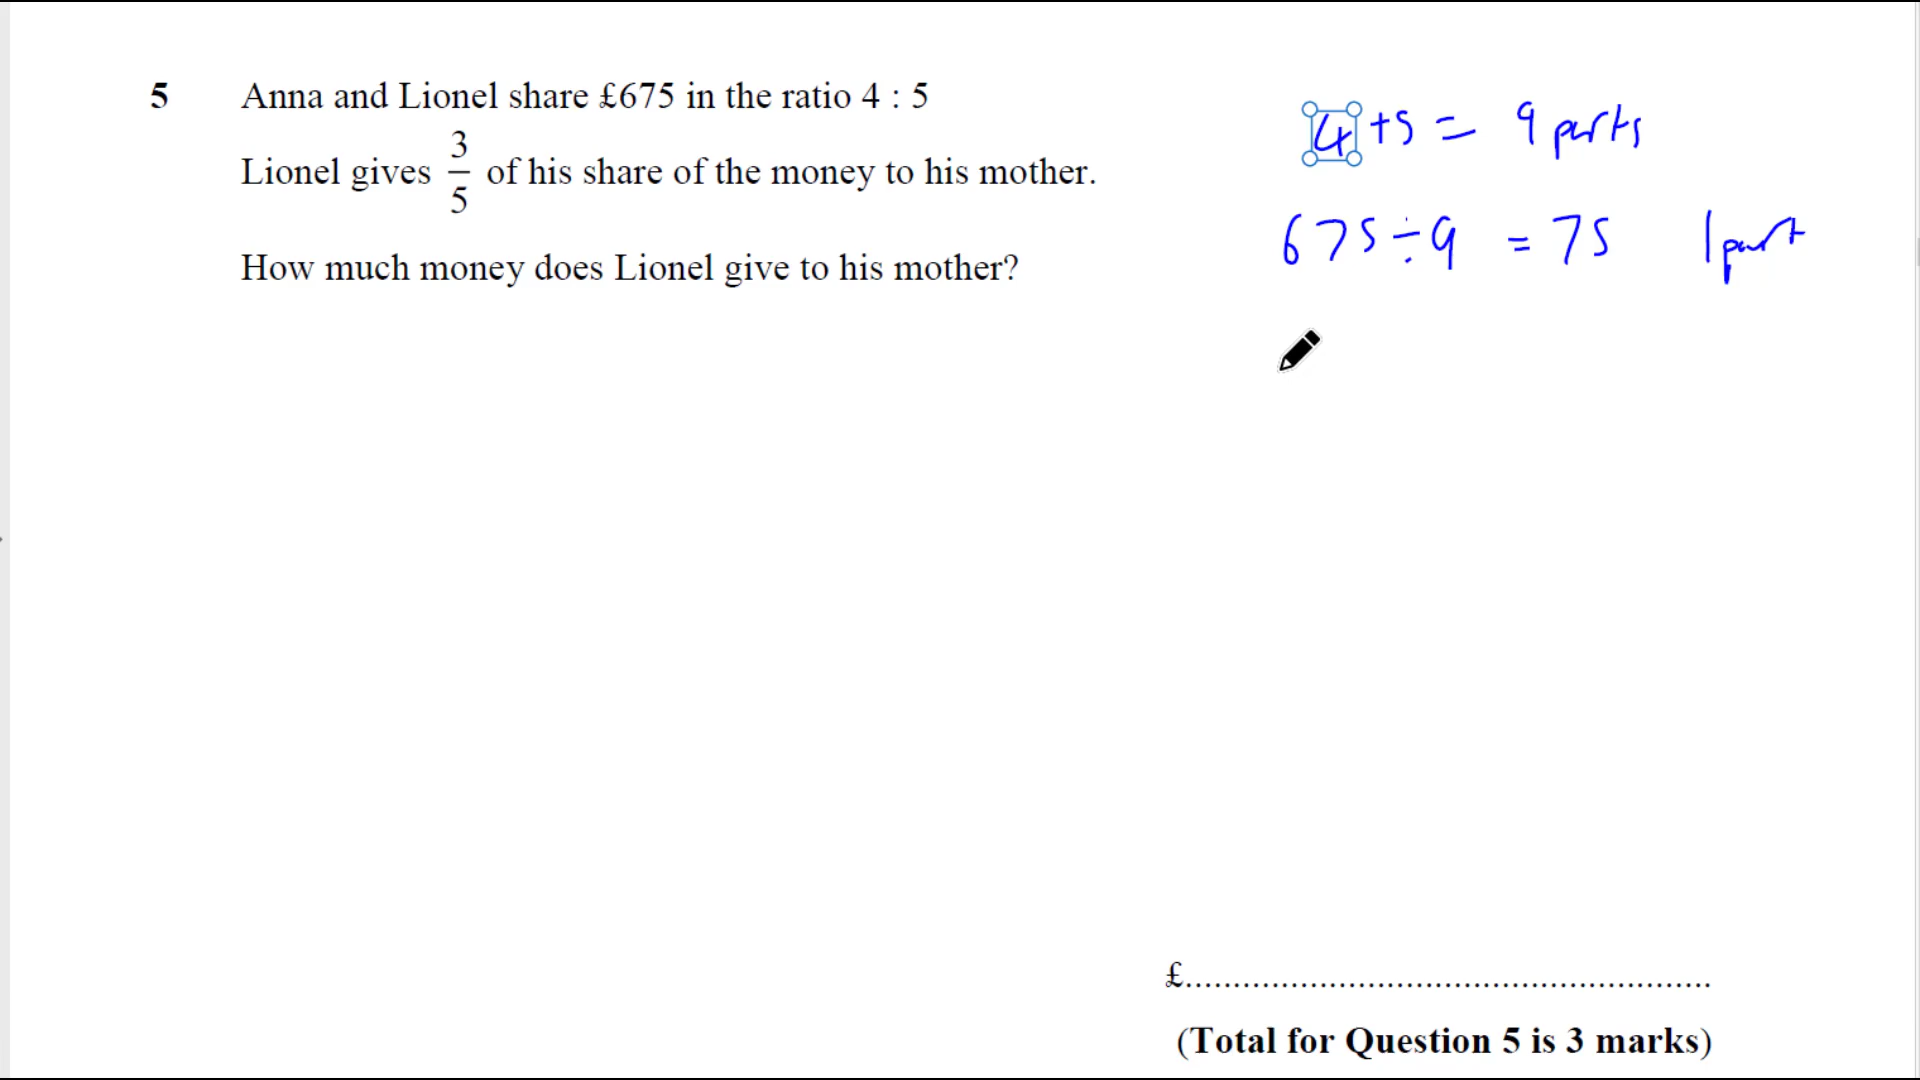 5 Anna and Lionel share £675 in the ratio 4 : 5
Lionel gives 3/5 of his share of the money to his mother.
How much money does Lionel give to his mother?
4 + 5 = 9 parts
675 ÷ 9 = 75 1 part
£......................................................
(Total for Question 5 is 3 marks)